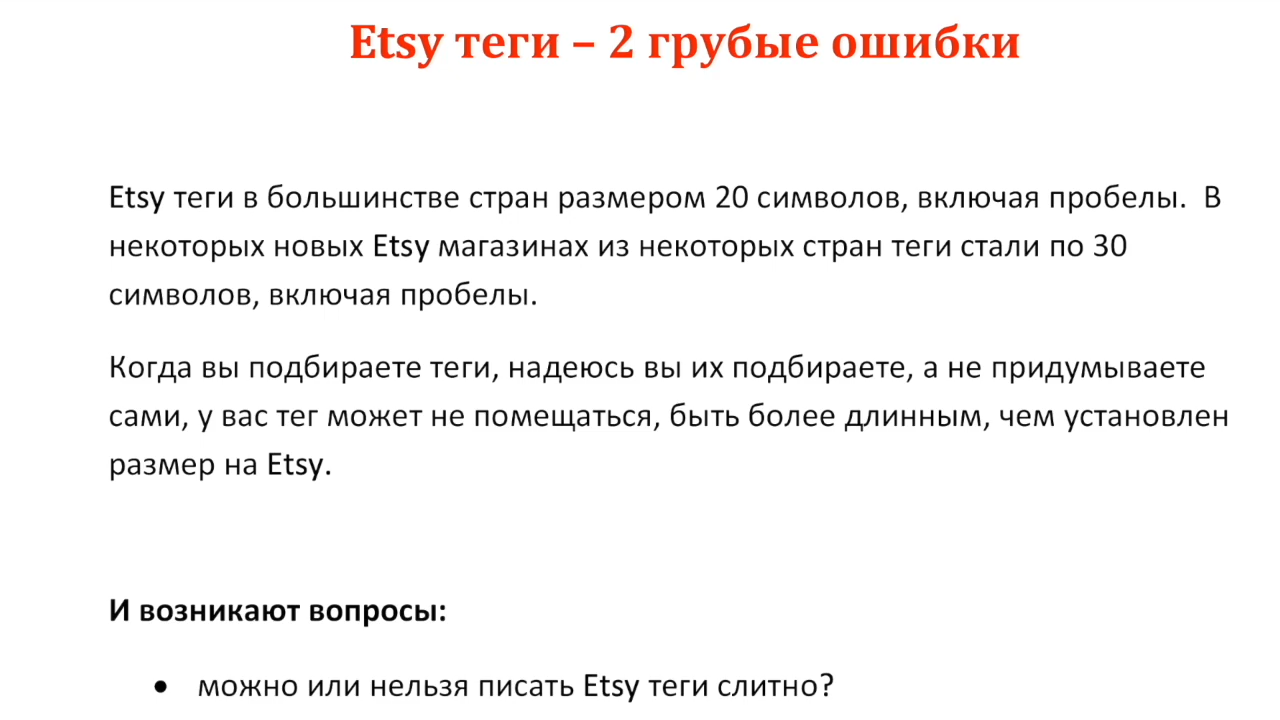 Etsy теги – 2 грубые ошибки
Etsy теги в большинстве стран размером 20 символов, включая пробелы.  В
некоторых новых Etsy магазинах из некоторых стран теги стали по 30
символов, включая пробелы.
Когда вы подбираете теги, надеюсь вы их подбираете, а не придумываете
сами, у вас тег может не помещаться, быть более длинным, чем установлен
размер на Etsy.
И возникают вопросы:
• можно или нельзя писать Etsy теги слитно?